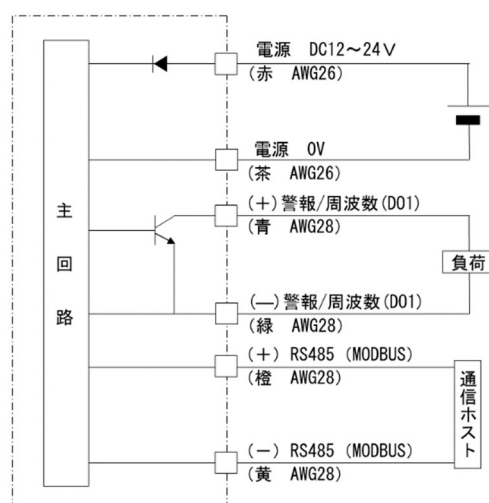 電源 DC12～24V
(赤 AWG26)
電源 0V
(茶 AWG26)
(+)警報/周波数(DO1)
(青 AWG28)
主回路
負荷
(—)警報/周波数(DO1)
(緑 AWG28)
(+) RS485 (MODBUS)
(橙 AWG28)
通信ホスト
(－) RS485 (MODBUS)
(黄 AWG28)